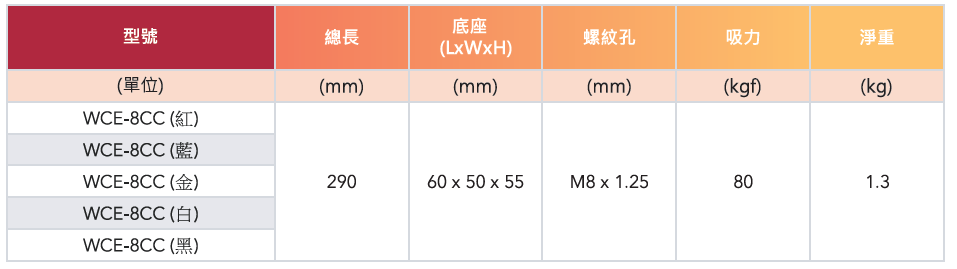 型號 總長 底座 (LxWxH) 螺紋孔 吸力 淨重
(單位) (mm) (mm) (mm) (kgf) (kg)
WCE-8CC (紅)
WCE-8CC (藍)
WCE-8CC (金) 290 60 x 50 x 55 M8 x 1.25 80 1.3
WCE-8CC (白)
WCE-8CC (黑)